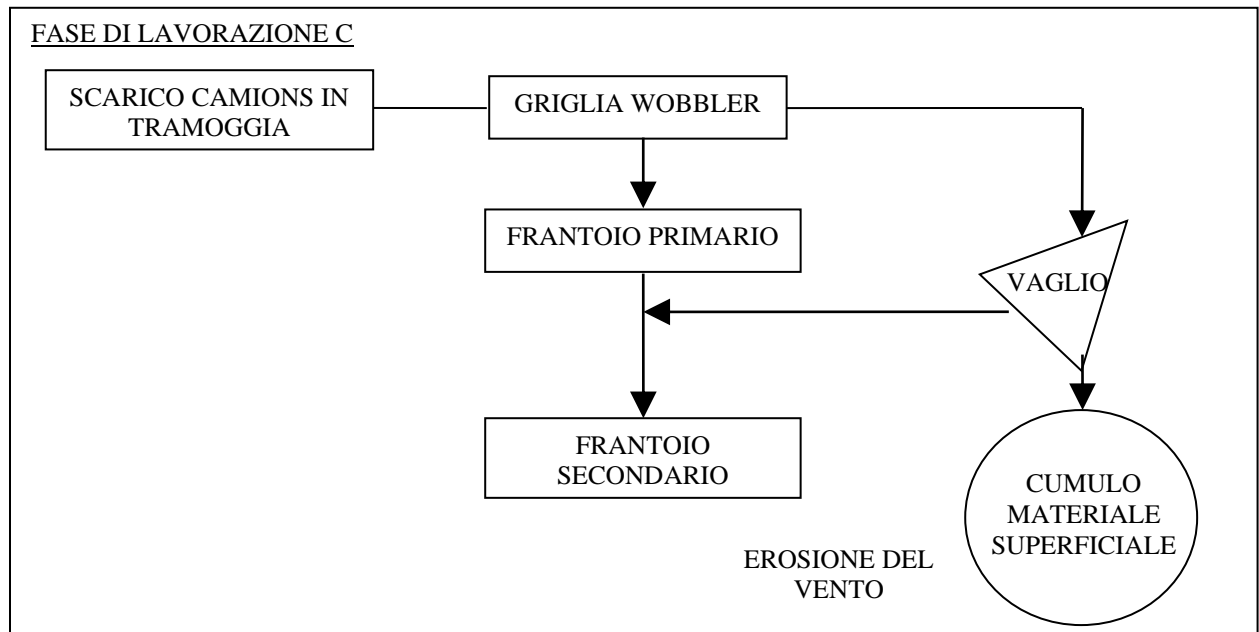 FASE DI LAVORAZIONE C
SCARICO CAMIONS IN
TRAMOGGIA
GRIGLIA WOBBLER
FRANTOIO PRIMARIO
VAGLIO
FRANTOIO
SECONDARIO
CUMULO
MATERIALE
SUPERFICIALE
EROSIONE DEL
VENTO